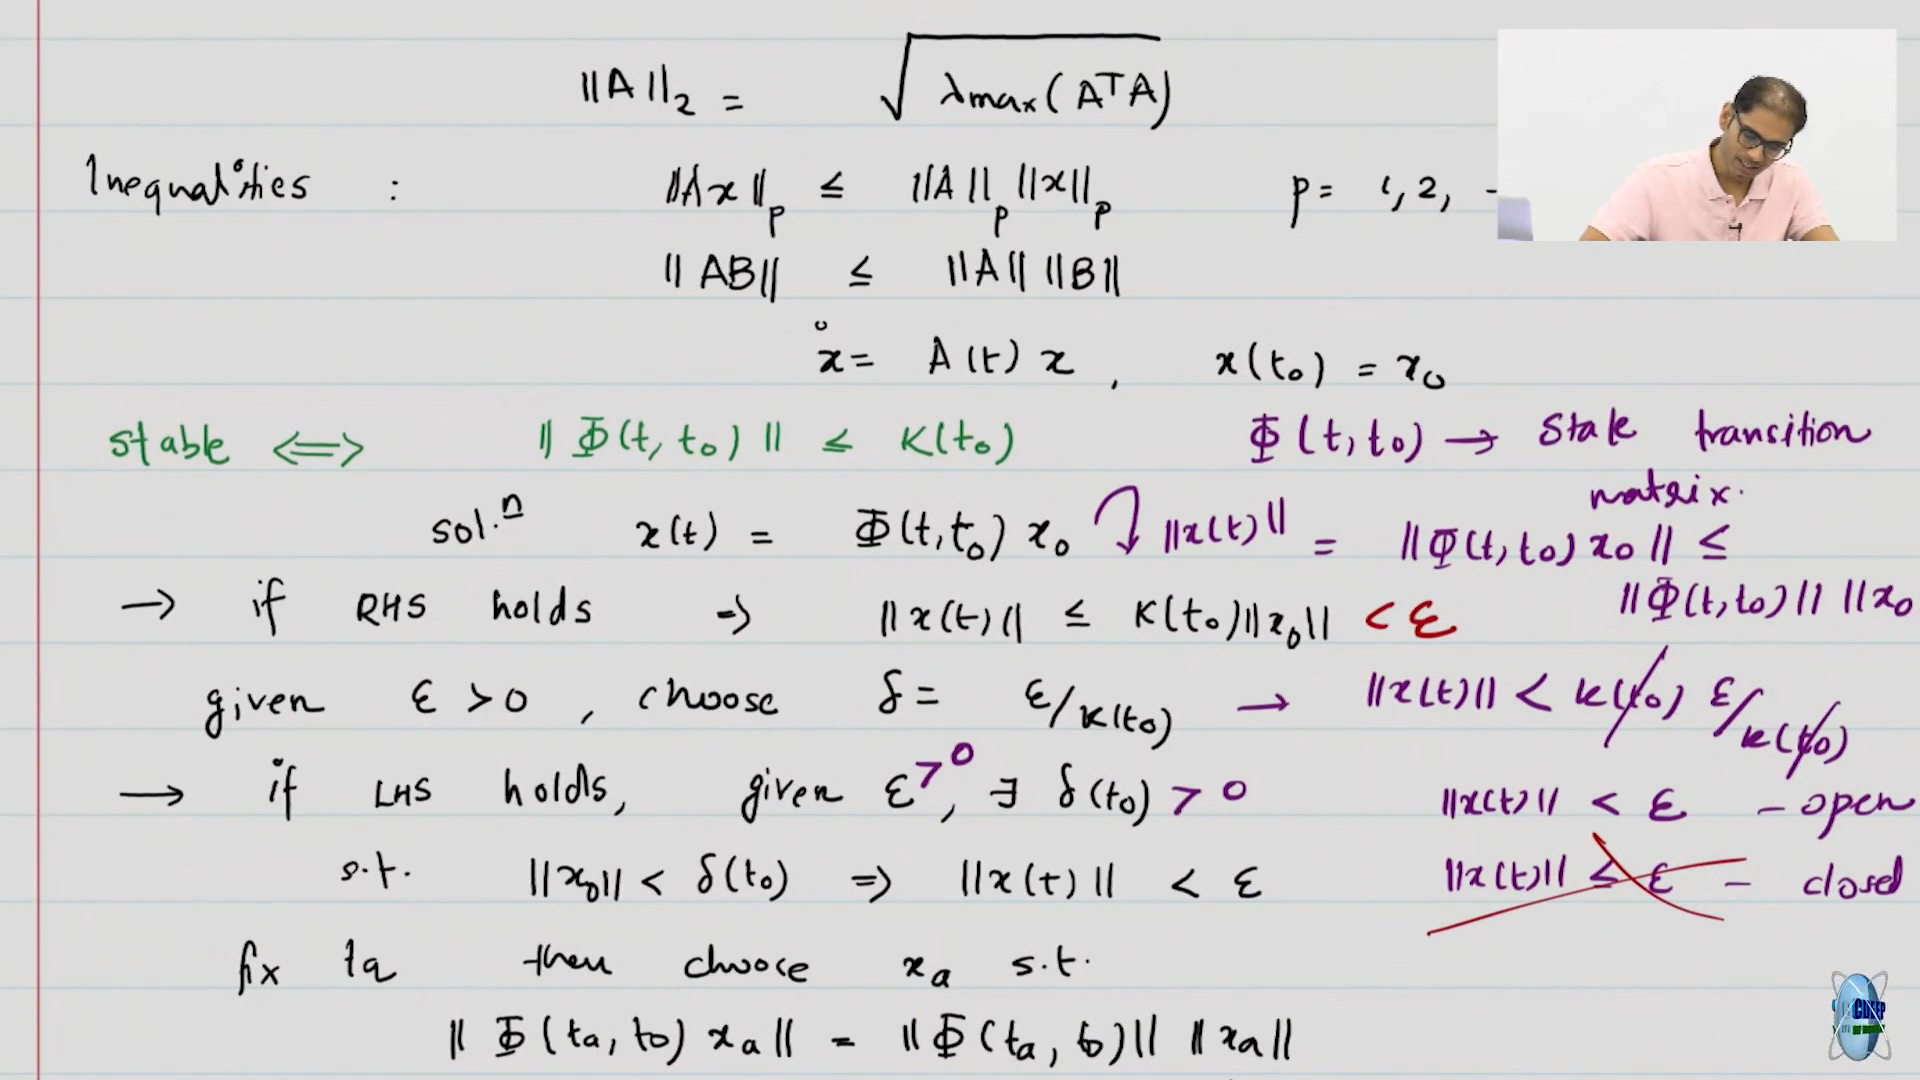 ||A||₂ = √λmax(AᵀA)
Inequalities : ||Ax||ₚ ≤ ||A||ₚ ||x||ₚ p = 1, 2, -
||AB|| ≤ ||A|| ||B||
ẋ = A(t) x , x(t₀) = x₀
stable ⟺ ||Φ(t, t₀)|| ≤ K(t₀) Φ(t, t₀) → State transition
matrix.
sol.ⁿ x(t) = Φ(t, t₀) x₀ ||x(t)|| = ||Φ(t, t₀) x₀|| ≤
||Φ(t, t₀)|| ||x₀
→ if RHS holds ⇒ ||x(t)|| ≤ K(t₀)||x₀|| < ε
given ε > 0 , choose δ = ε/K(t₀) → ||x(t)|| < K(t₀) ε/K(t₀)
→ if LHS holds, given ε > 0, ∃ δ(t₀) > 0 ||x(t)|| < ε – open
s.t. ||x₀|| < δ(t₀) ⇒ ||x(t)|| < ε ||x(t)|| ≤ ε – closed
fix ta then choose xa s.t.
||Φ(ta, t₀) xa|| = ||Φ(ta, t₀)|| ||xa||
CDEEP